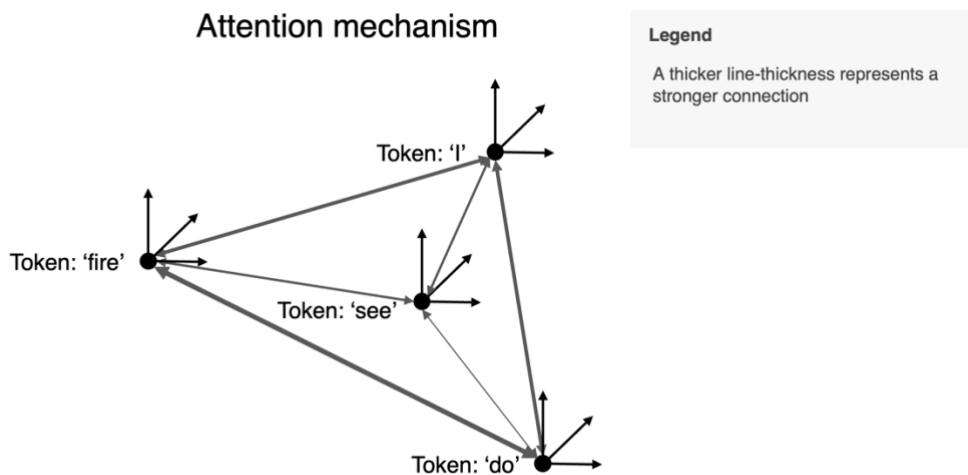 Attention mechanism
Legend
A thicker line-thickness represents a
stronger connection
Token: ‘I’
Token: ‘fire’
Token: ‘see’
Token: ‘do’